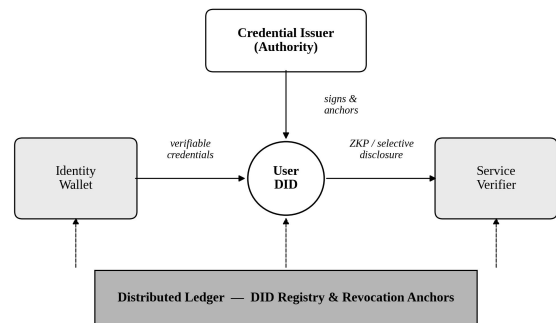 Credential Issuer
(Authority)
signs &
anchors
verifiable
credentials
ZKP / selective
disclosure
Identity
Wallet
User
DID
Service
Verifier
Distributed Ledger — DID Registry & Revocation Anchors